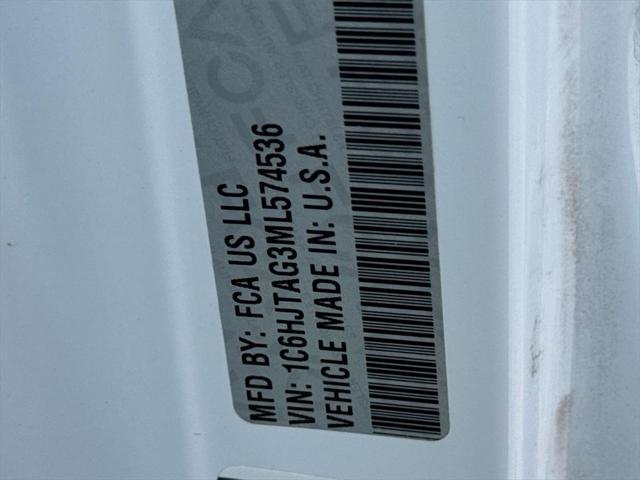 MFD BY: FCA US LLC
VIN: 1C6HJTAG3ML574536
VEHICLE MADE IN: U.S.A.